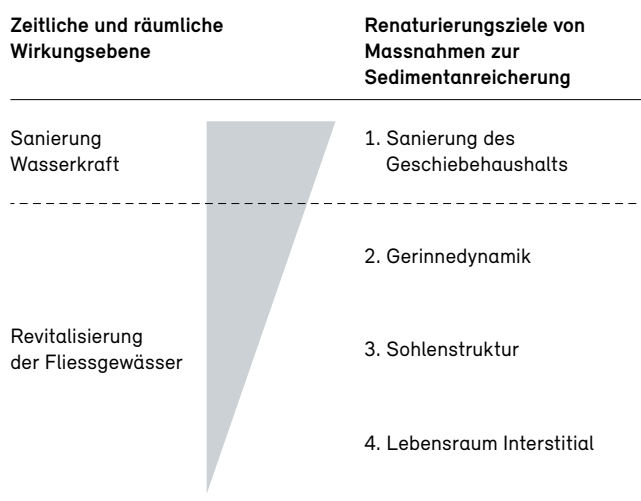 Zeitliche und räumliche
Wirkungsebene
Renaturierungsziele von
Massnahmen zur
Sedimentanreicherung
Sanierung
Wasserkraft
1. Sanierung des
Geschiebehaushalts
2. Gerinnedynamik
Revitalisierung
der Fliessgewässer
3. Sohlenstruktur
4. Lebensraum Interstitial